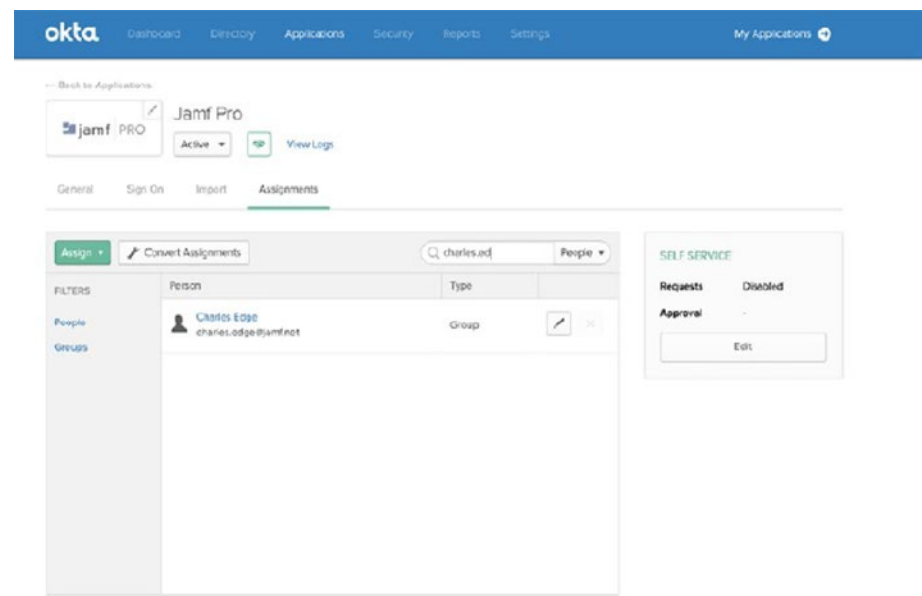 okta Dashboard Directory Applications Security Reports Settings My Applications
Back to Applications
jamf PRO
Jamf Pro
Active View Logs
General Sign On Import Assignments
Assign Convert Assignments charles.ed People
FILTERS
People
Groups
Person Type
Charles Edge
charles.edge@jamf.net
Group
SELF SERVICE
Requests Disabled
Approval -
Edit